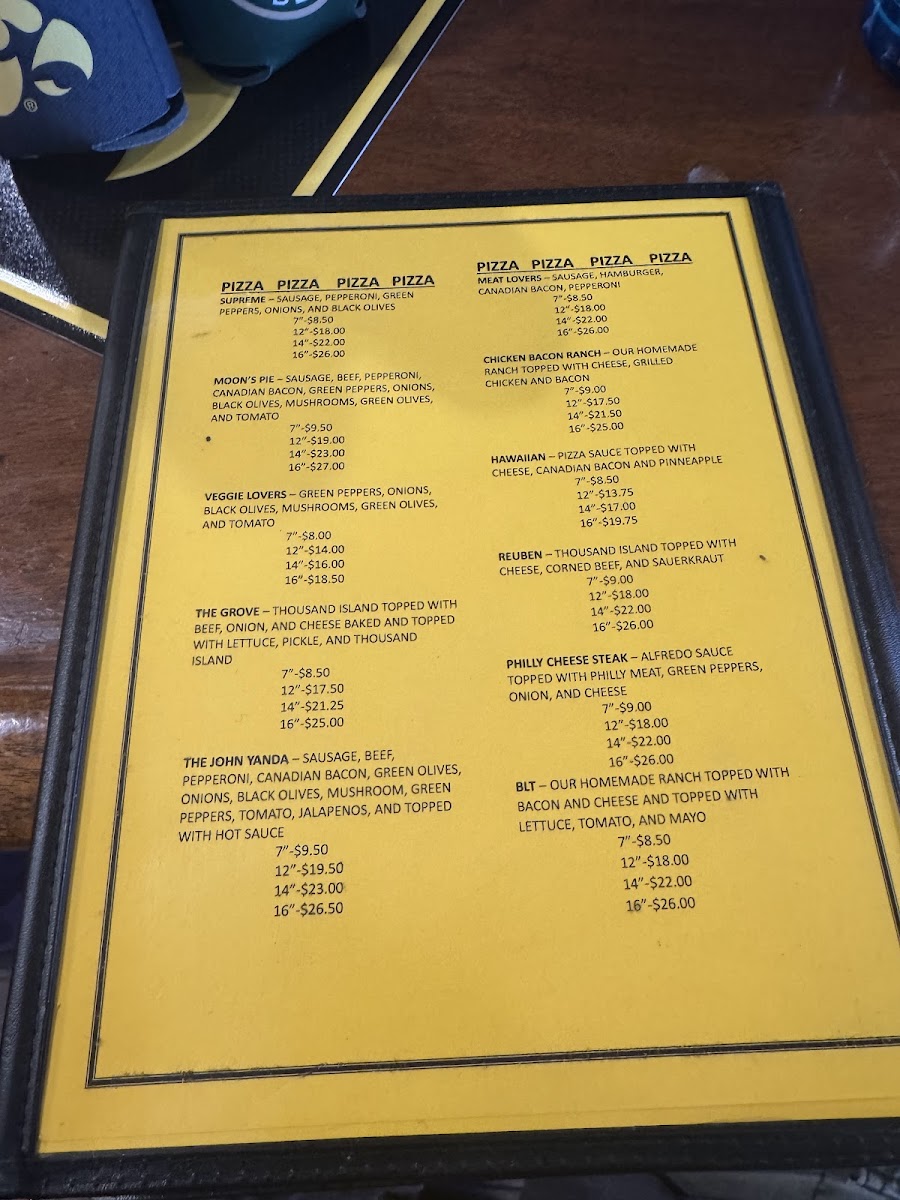 PIZZA PIZZA PIZZA PIZZA
SUPREME – SAUSAGE, PEPPERONI, GREEN
PEPPERS, ONIONS, AND BLACK OLIVES
7"-$8.50
12"-$18.00
14"-$22.00
16"-$26.00
MOON'S PIE – SAUSAGE, BEEF, PEPPERONI,
CANADIAN BACON, GREEN PEPPERS, ONIONS,
BLACK OLIVES, MUSHROOMS, GREEN OLIVES,
AND TOMATO
7"-$9.50
12"-$19.00
14"-$23.00
16"-$27.00
VEGGIE LOVERS – GREEN PEPPERS, ONIONS,
BLACK OLIVES, MUSHROOMS, GREEN OLIVES,
AND TOMATO
7"-$8.00
12"-$14.00
14"-$16.00
16"-$18.50
THE GROVE – THOUSAND ISLAND TOPPED WITH
BEEF, ONION, AND CHEESE BAKED AND TOPPED
WITH LETTUCE, PICKLE, AND THOUSAND
ISLAND
7"-$8.50
12"-$17.50
14"-$21.25
16"-$25.00
THE JOHN YANDA – SAUSAGE, BEEF,
PEPPERONI, CANADIAN BACON, GREEN OLIVES,
ONIONS, BLACK OLIVES, MUSHROOM, GREEN
PEPPERS, TOMATO, JALAPENOS, AND TOPPED
WITH HOT SAUCE
7"-$9.50
12"-$19.50
14"-$23.00
16"-$26.50
PIZZA PIZZA PIZZA PIZZA
MEAT LOVERS – SAUSAGE, HAMBURGER,
CANADIAN BACON, PEPPERONI
7"-$8.50
12"-$18.00
14"-$22.00
16"-$26.00
CHICKEN BACON RANCH – OUR HOMEMADE
RANCH TOPPED WITH CHEESE, GRILLED
CHICKEN AND BACON
7"-$9.00
12"-$17.50
14"-$21.50
16"-$25.00
HAWAIIAN – PIZZA SAUCE TOPPED WITH
CHEESE, CANADIAN BACON AND PINNEAPPLE
7"-$8.50
12"-$13.75
14"-$17.00
16"-$19.75
REUBEN – THOUSAND ISLAND TOPPED WITH
CHEESE, CORNED BEEF, AND SAUERKRAUT
7"-$9.00
12"-$18.00
14"-$22.00
16"-$26.00
PHILLY CHEESE STEAK – ALFREDO SAUCE
TOPPED WITH PHILLY MEAT, GREEN PEPPERS,
ONION, AND CHEESE
7"-$9.00
12"-$18.00
14"-$22.00
16"-$26.00
BLT – OUR HOMEMADE RANCH TOPPED WITH
BACON AND CHEESE AND TOPPED WITH
LETTUCE, TOMATO, AND MAYO
7"-$8.50
12"-$18.00
14"-$22.00
16"-$26.00